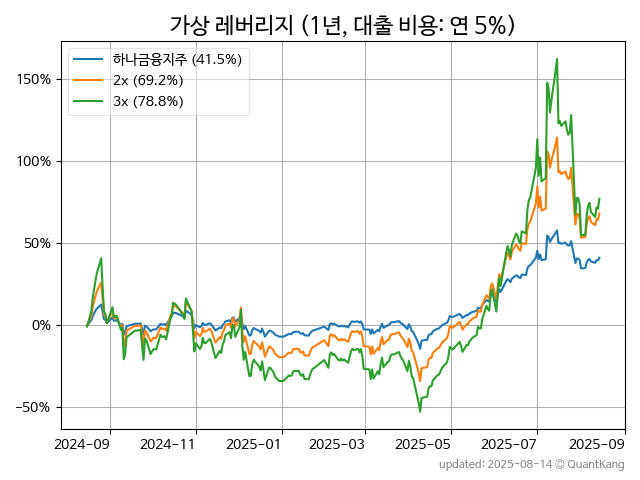 가상 레버리지 (1년, 대출 비용: 연 5%)
하나금융지주 (41.5%)
2x (69.2%)
3x (78.8%)
150%
100%
50%
0%
−50%
2024-09 2024-11 2025-01 2025-03 2025-05 2025-07 2025-09
updated: 2025-08-14 © QuantKang